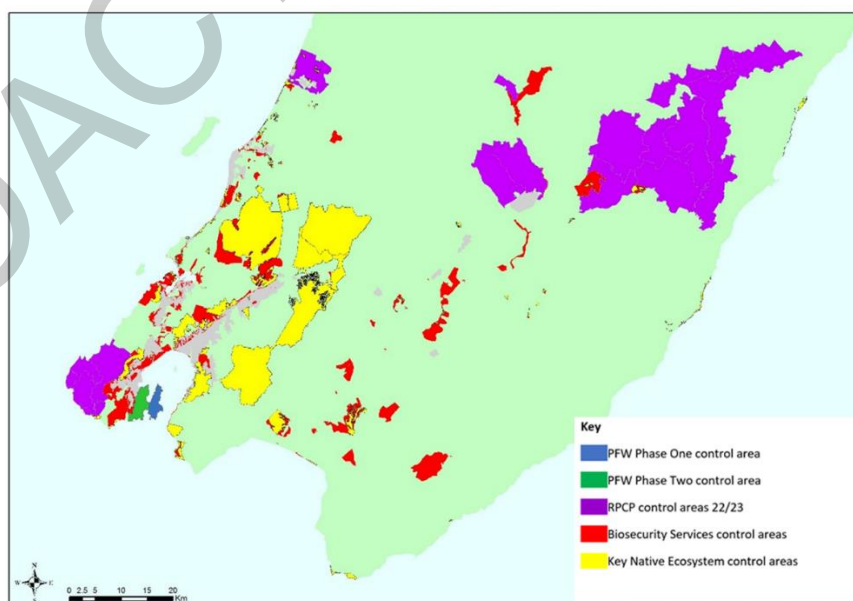 DAC
N
W E
S
0 2.5 5 10 15 20
Km
Key
PFW Phase One control area
PFW Phase Two control area
RPCP control areas 22/23
Biosecurity Services control areas
Key Native Ecosystem control areas